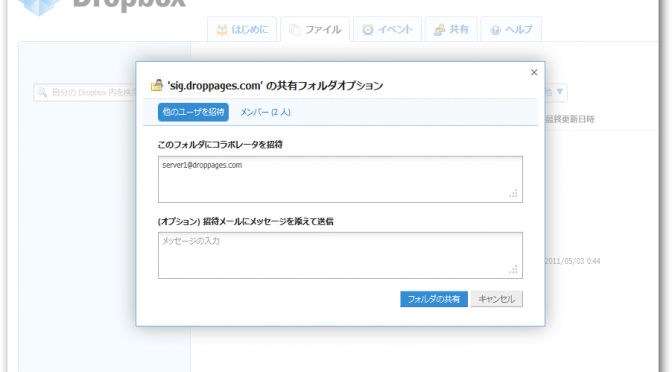 Dropbox
はじめに ファイル イベント 共有 ヘルプ
自分の Dropbox 内を検索
最終更新日時
'sig.droppages.com' の共有フォルダオプション
×
他のユーザを招待 メンバー (2 人)
このフォルダにコラボレータを招待
server1@droppages.com
(オプション) 招待メールにメッセージを添えて送信
メッセージの入力
2011/05/03 0:44
フォルダの共有 キャンセル